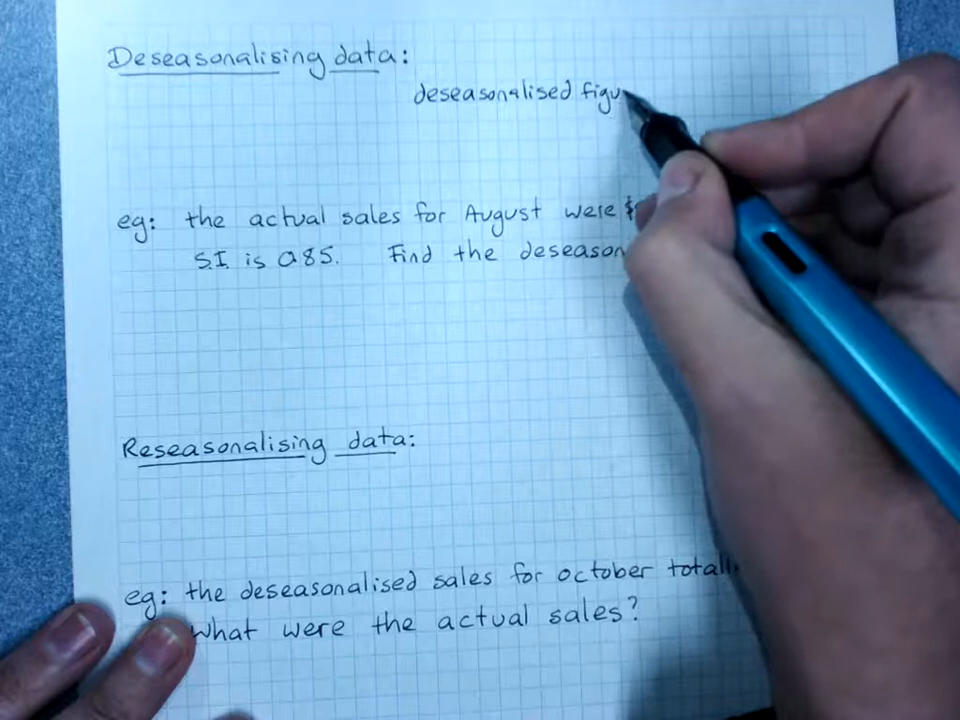 Deseasonalising data:
deseasonalised figu
eg: the actual sales for August were $
S.I. is 0.85. Find the deseason
Reseasonalising data:
eg: the deseasonalised sales for october totall
What were the actual sales?